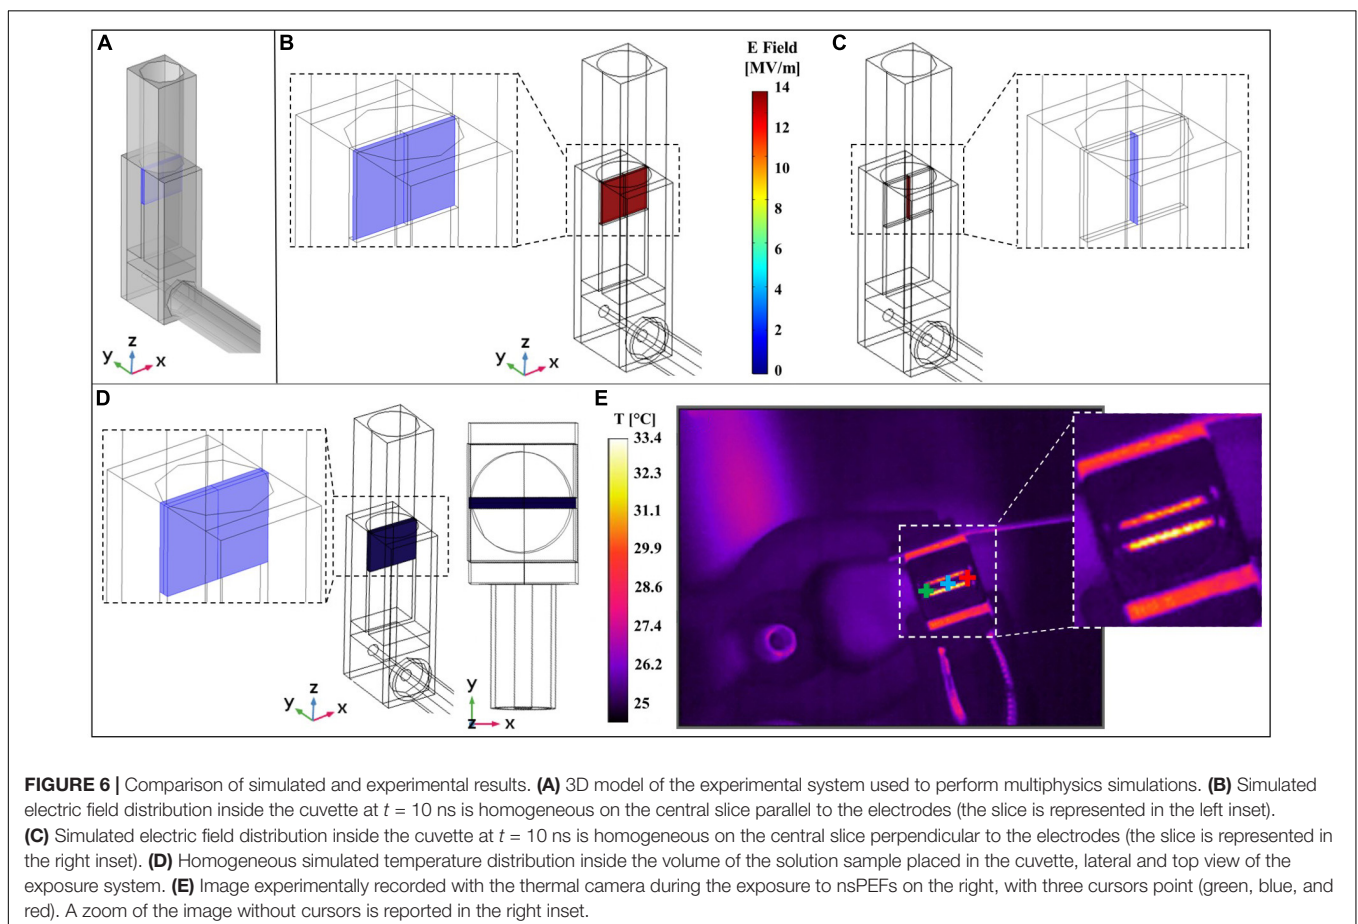 A
B
E Field
[MV/m]
14
12
10
8
6
4
2
0
C
y
z
x
y
z
x
D
T [°C]
33.4
32.3
31.1
29.9
28.6
27.4
26.2
25
E
y
z
x
y
z
x
FIGURE 6 | Comparison of simulated and experimental results. (A) 3D model of the experimental system used to perform multiphysics simulations. (B) Simulated
electric field distribution inside the cuvette at t = 10 ns is homogeneous on the central slice parallel to the electrodes (the slice is represented in the left inset).
(C) Simulated electric field distribution inside the cuvette at t = 10 ns is homogeneous on the central slice perpendicular to the electrodes (the slice is represented in
the right inset). (D) Homogeneous simulated temperature distribution inside the volume of the solution sample placed in the cuvette, lateral and top view of the
exposure system. (E) Image experimentally recorded with the thermal camera during the exposure to nsPEFs on the right, with three cursors point (green, blue, and
red). A zoom of the image without cursors is reported in the right inset.